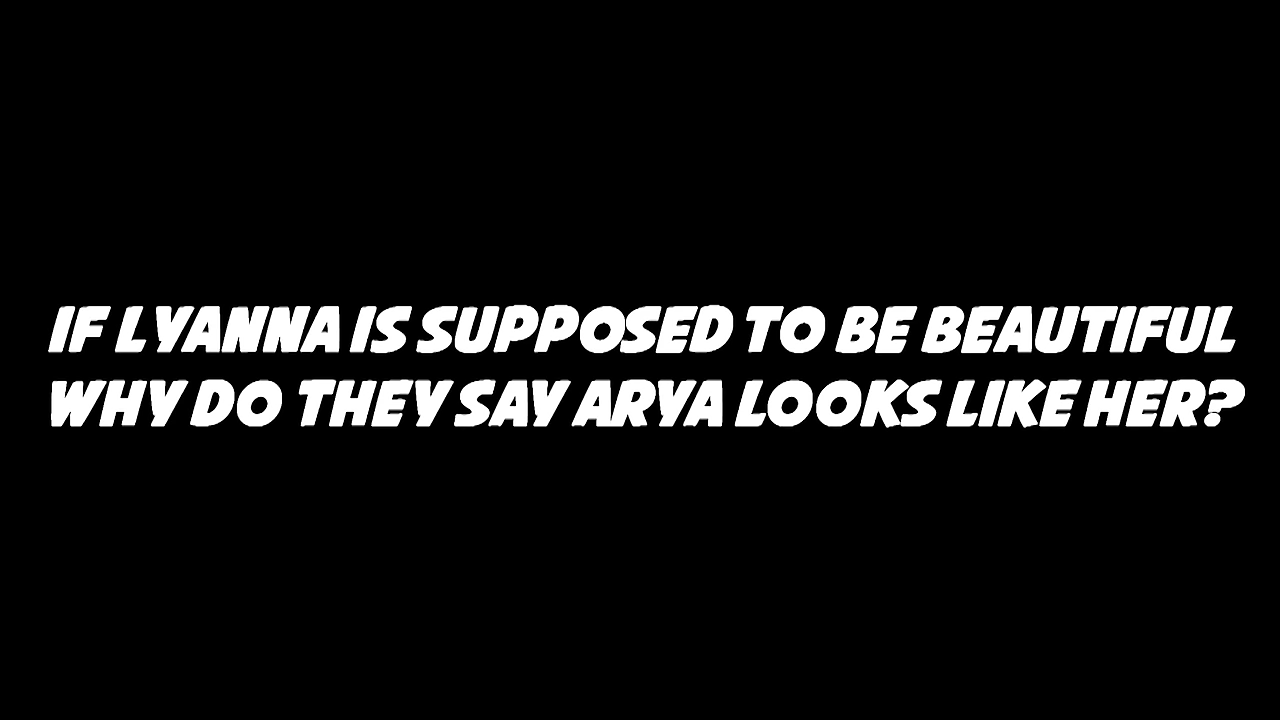 IF LYANNA IS SUPPOSED TO BE BEAUTIFUL
WHY DO THEY SAY ARYA LOOKS LIKE HER?